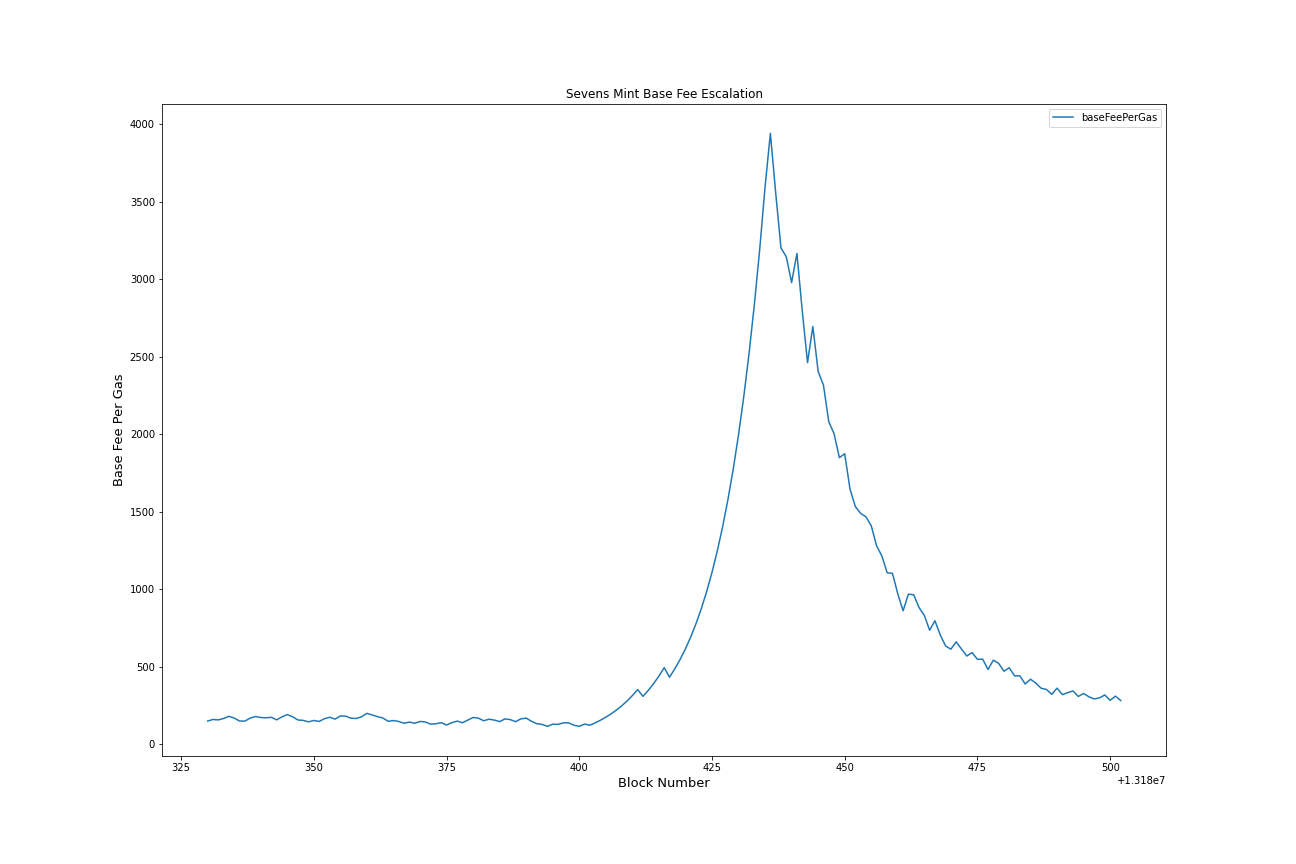 Sevens Mint Base Fee Escalation
baseFeePerGas
4000
3500
3000
2500
2000
1500
1000
500
0
Base Fee Per Gas
325 350 375 400 425 450 475 500
+1.318e7
Block Number